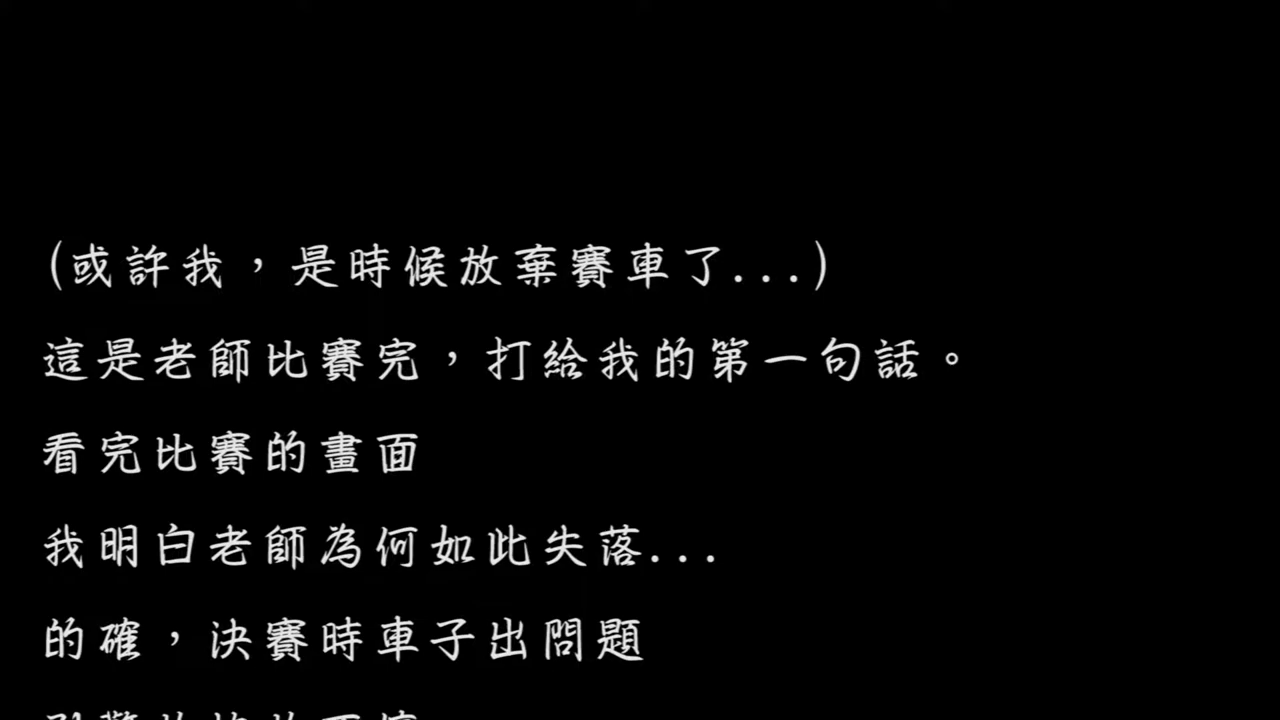 (或許我，是時候放棄賽車了...)
這是老師比賽完，打給我的第一句話。
看完比賽的畫面
我明白老師為何如此失落...
的確，決賽時車子出問題